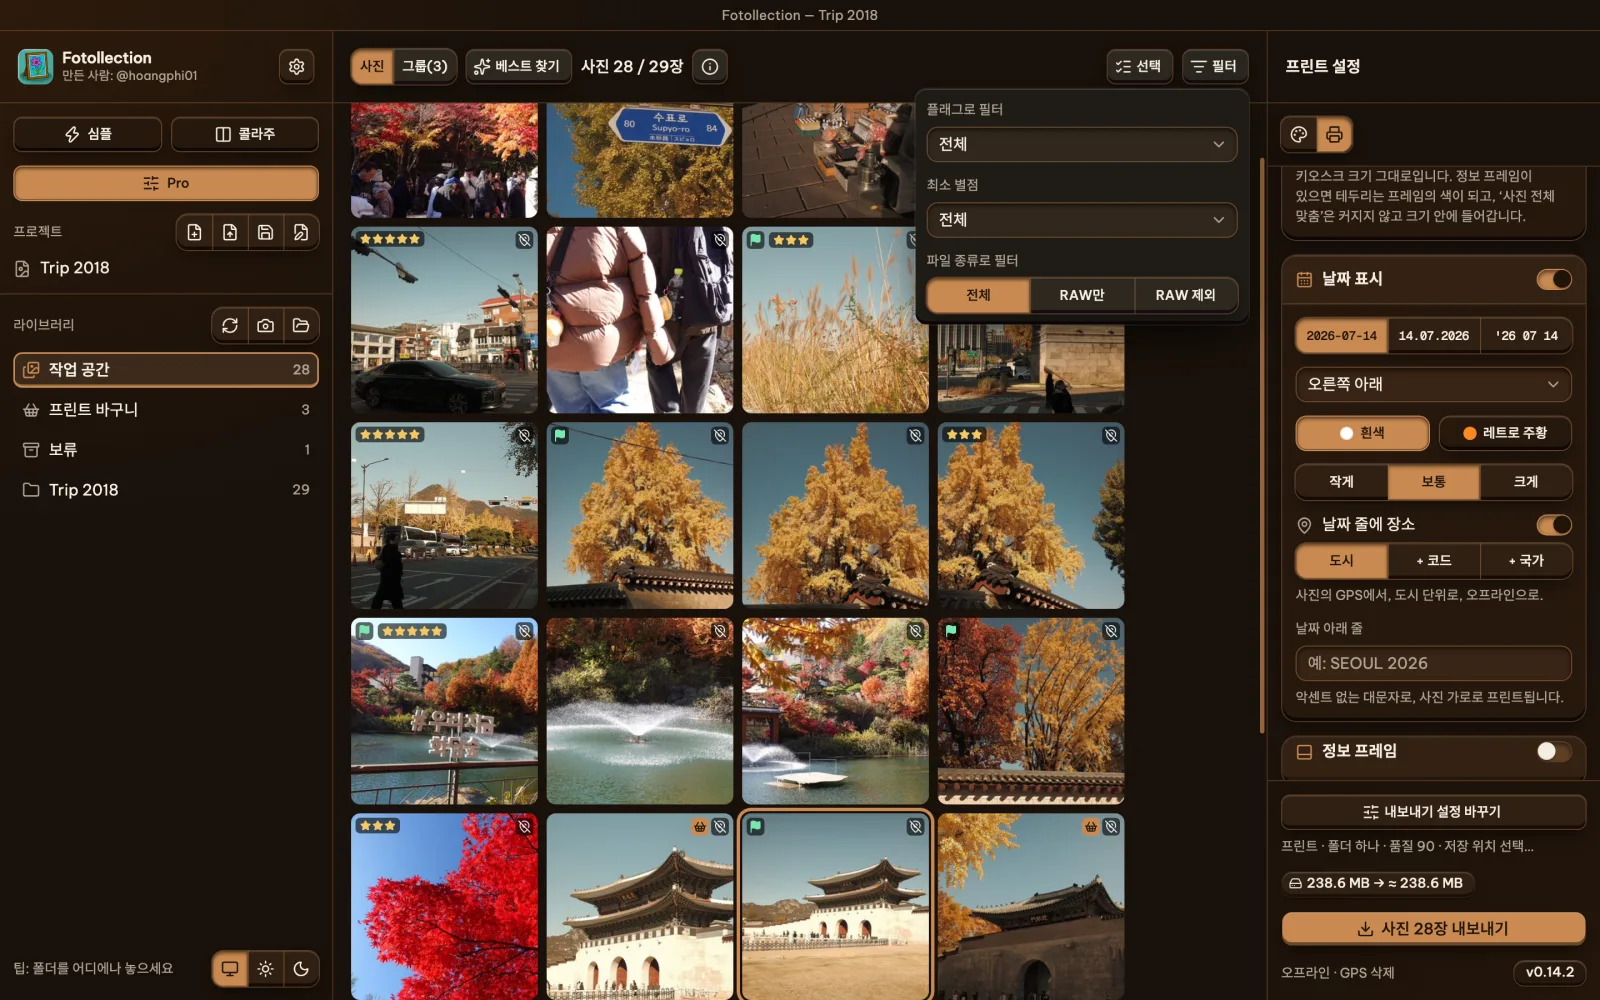 Fotollection — Trip 2018
Fotollection
만든 사람: @hoangphi01
심플
콜라주
Pro
프로젝트
Trip 2018
라이브러리
작업 공간 28
프린트 바구니 3
보류 1
Trip 2018 29
팁: 폴더를 어디에나 놓으세요
사진
그룹(3)
베스트 찾기
사진 28 / 29장
선택
필터
플래그로 필터
전체
최소 별점
전체
파일 종류로 필터
전체
RAW만
RAW 제외
80 수표로 84
Supyo-ro
#우리지금
화담숲
프린트 설정
키오스크 크기 그대로입니다. 정보 프레임이
있으면 테두리는 프레임의 색이 되고, ‘사진 전체
맞춤’은 커지지 않고 크기 안에 들어갑니다.
날짜 표시
2026-07-14
14.07.2026
'26 07 14
오른쪽 아래
흰색
레트로 주황
작게
보통
크게
날짜 줄에 장소
도시
+ 코드
+ 국가
사진의 GPS에서, 도시 단위로, 오프라인으로.
날짜 아래 줄
예: SEOUL 2026
악센트 없는 대문자로, 사진 가로로 프린트됩니다.
정보 프레임
내보내기 설정 바꾸기
프린트 · 폴더 하나 · 품질 90 · 저장 위치 선택...
238.6 MB → ≈ 238.6 MB
사진 28장 내보내기
오프라인 · GPS 삭제
v0.14.2